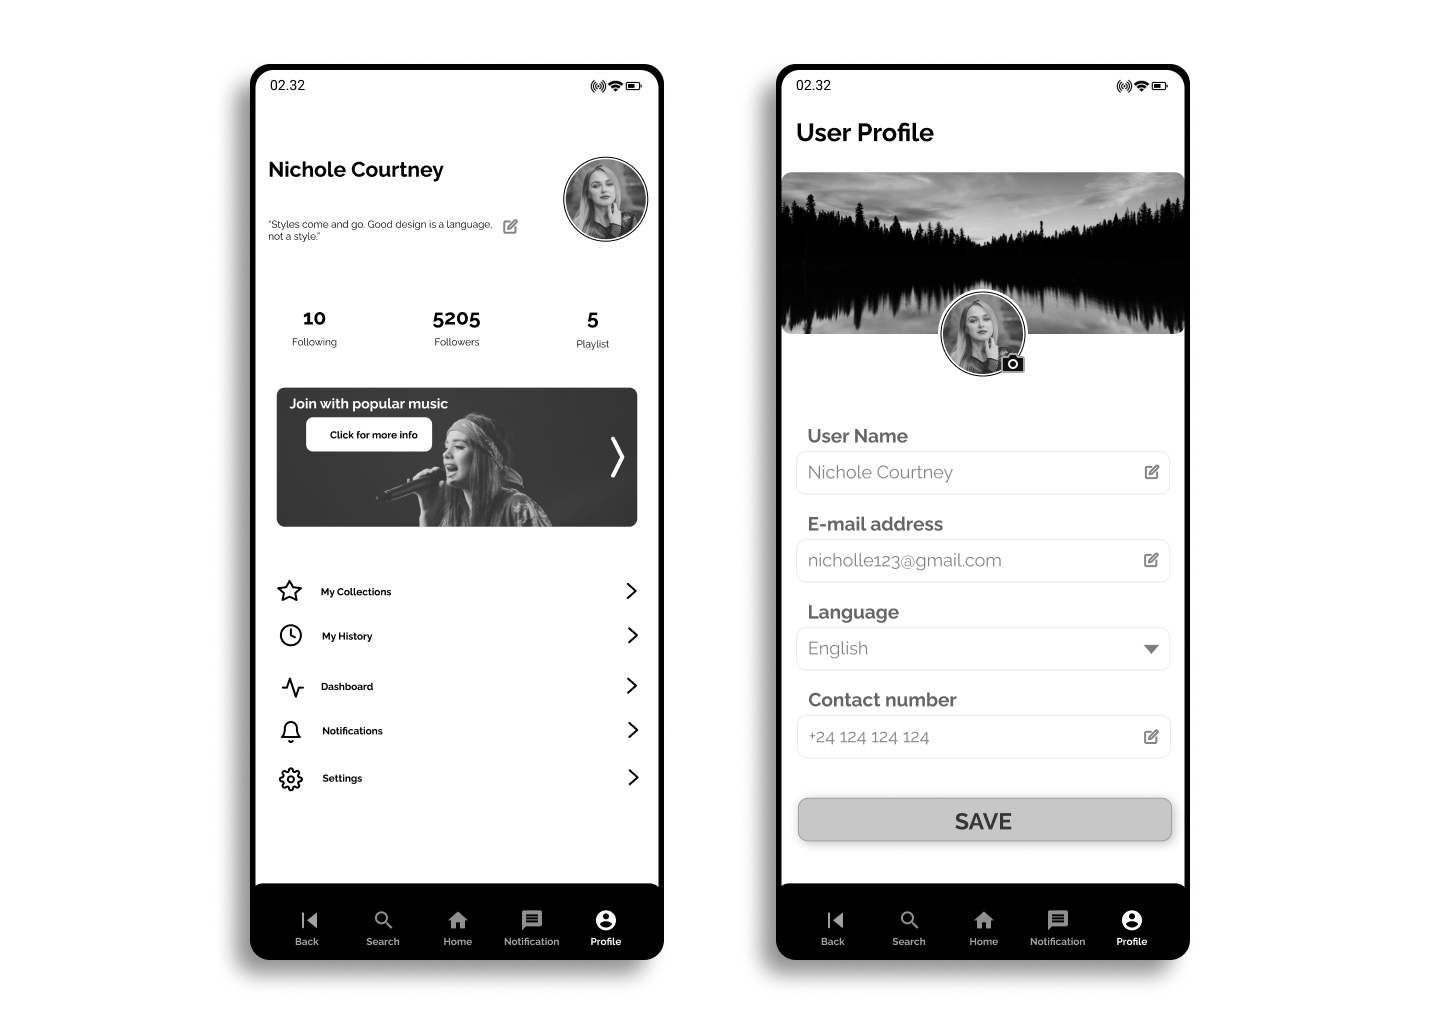 02.32
Nichole Courtney
"Styles come and go. Good design is a language,
not a style."
10
5205
5
Following
Followers
Playlist
Join with popular music
Click for more info
My Collections
My History
Dashboard
Notifications
Settings
Back
Search
Home
Notification
Profile
02.32
User Profile
User Name
Nichole Courtney
E-mail address
nicholle123@gmail.com
Language
English
Contact number
+24 124 124 124
SAVE
Back
Search
Home
Notification
Profile